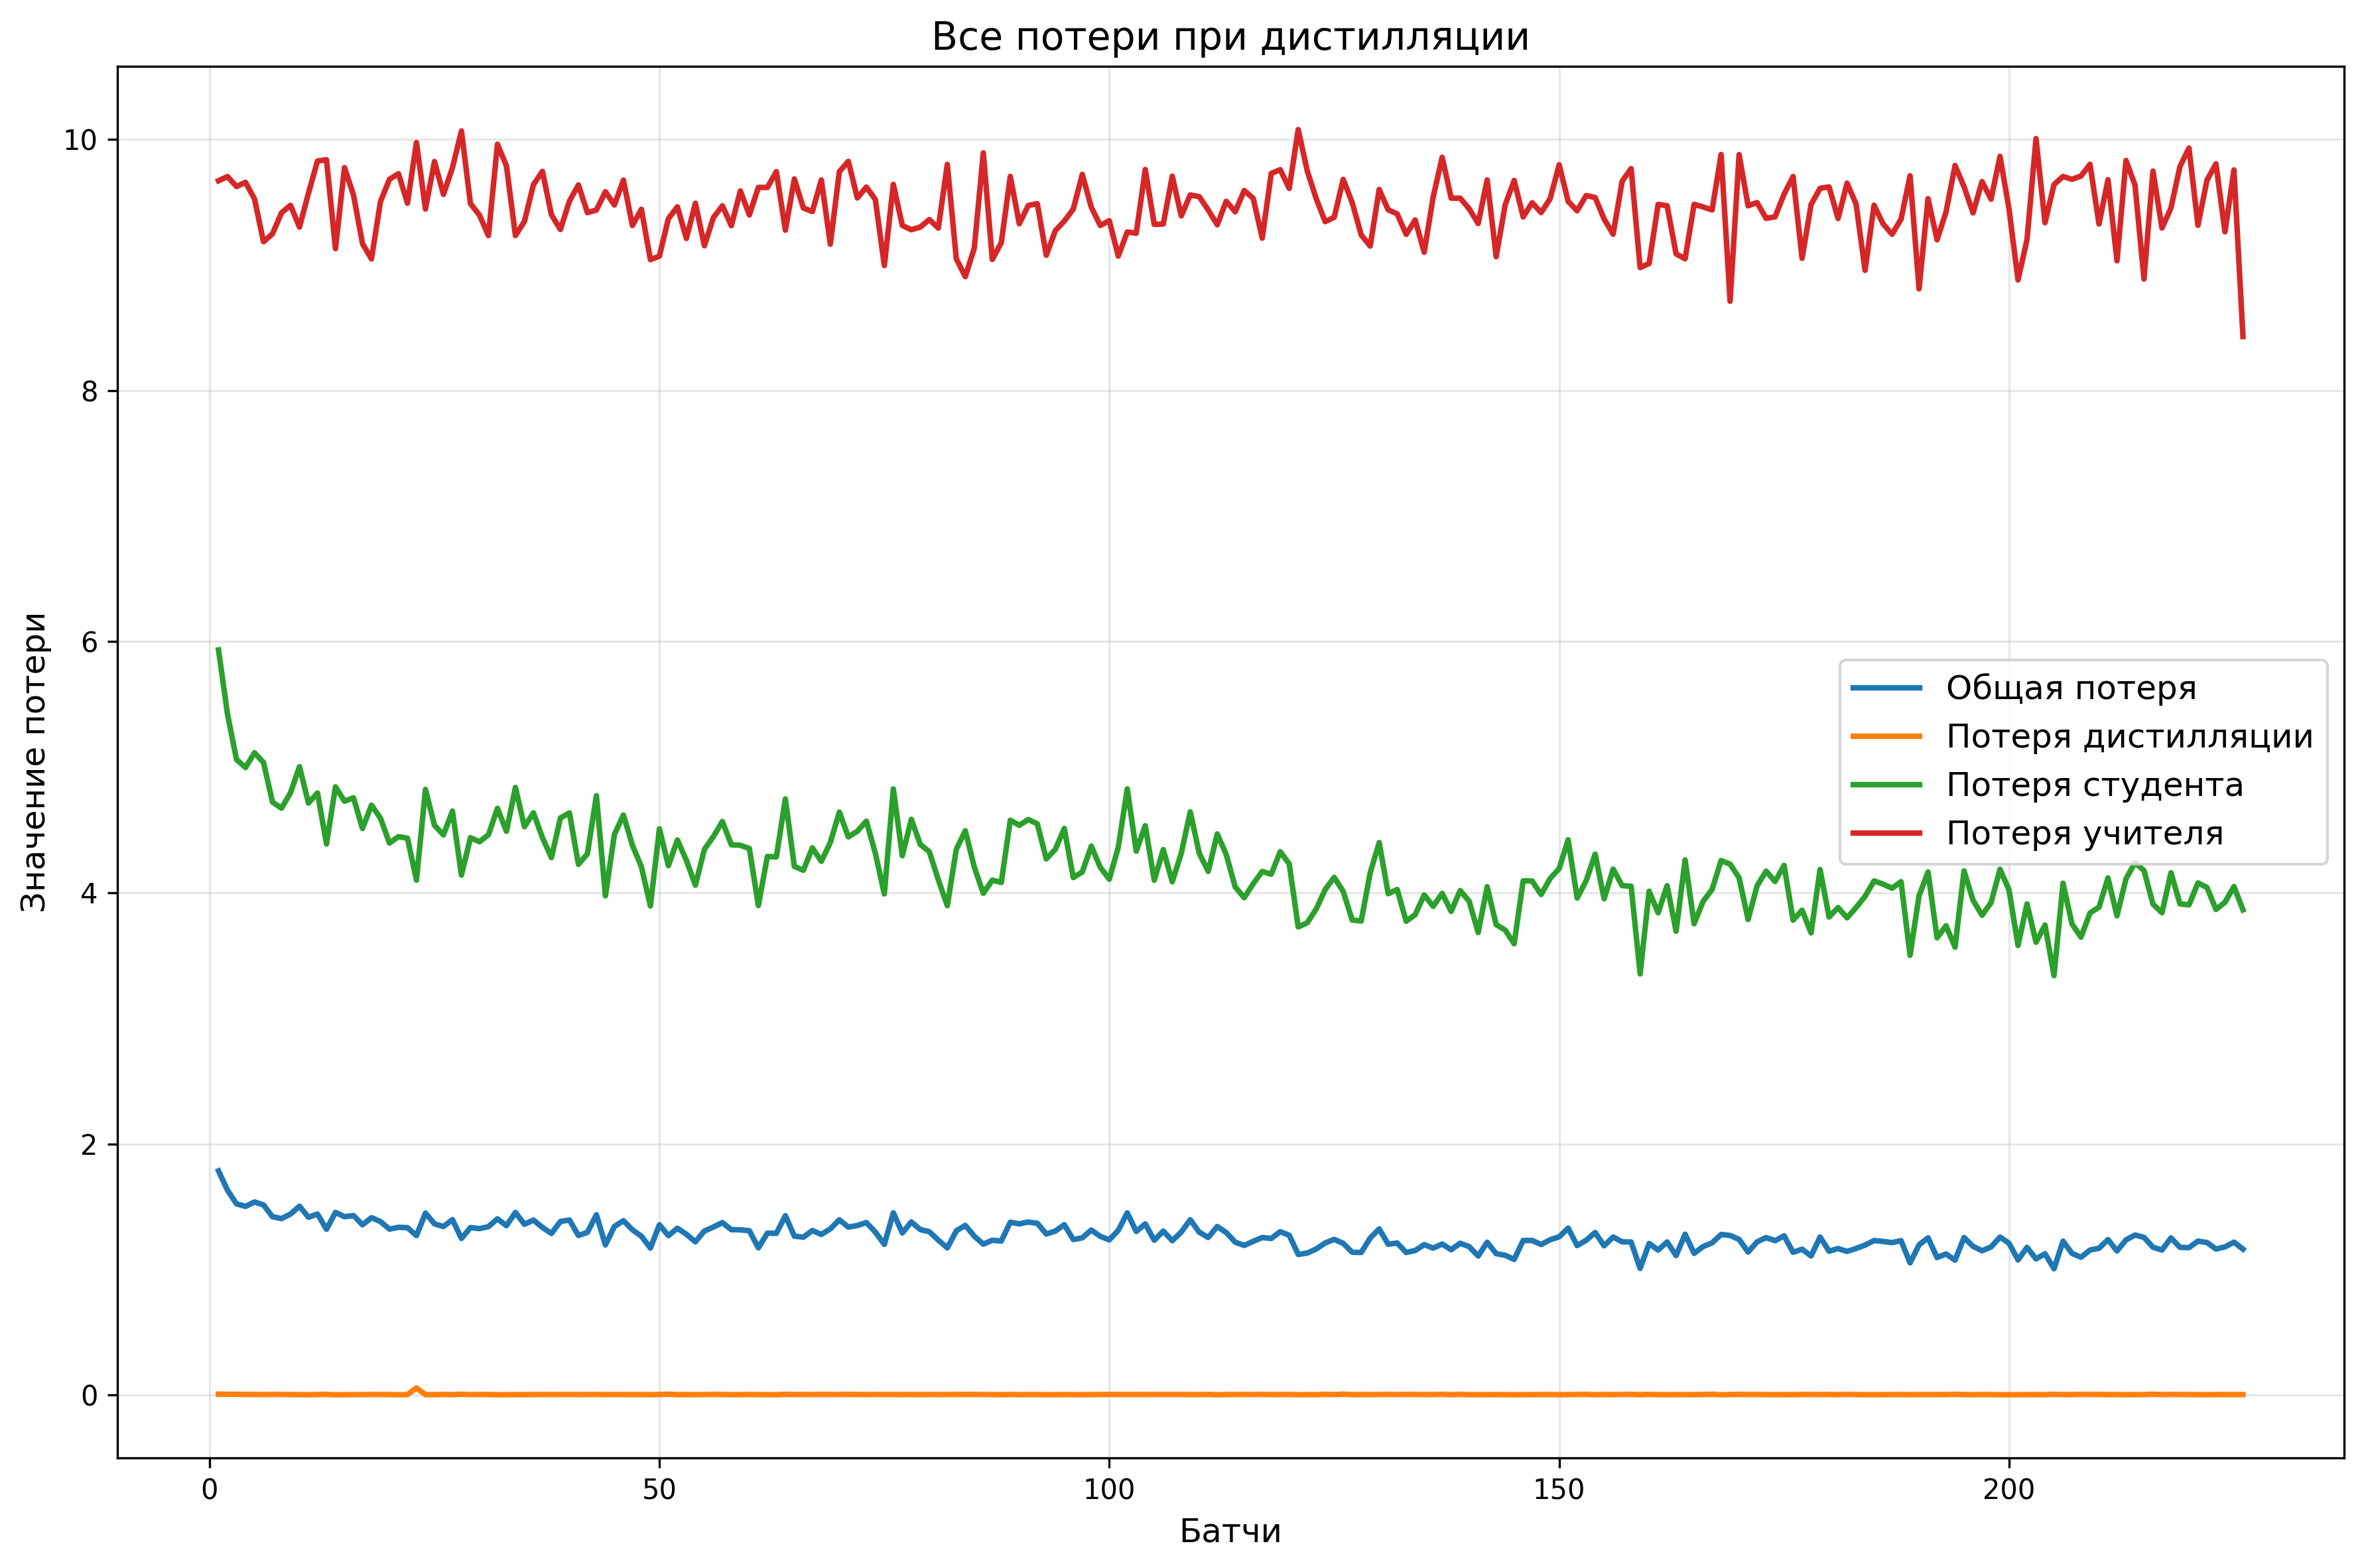 Все потери при дистилляции
Значение потери
10
8
6
4
2
0
Общая потеря
Потеря дистилляции
Потеря студента
Потеря учителя
0 50 100 150 200
Батчи